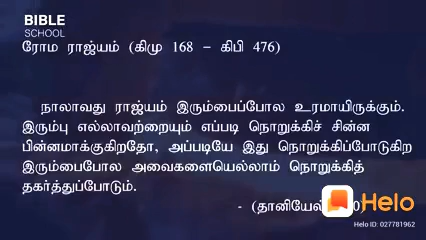 BIBLE
SCHOOL
ரோம ராஜ்யம் (கிமு 168 – கிபி 476)
நாலாவது ராஜ்யம் இரும்பைப்போல உரமாயிருக்கும்.
இரும்பு எல்லாவற்றையும் எப்படி நொறுக்கிச் சின்ன
பின்னமாக்குகிறதோ, அப்படியே இது நொறுக்கிப்போடுகிற
இரும்பைபோல அவைகளையெல்லாம் நொறுக்கித்
தகர்த்துப்போடும்.
- (தானியேல் 0)
Helo
Helo ID: 027781962